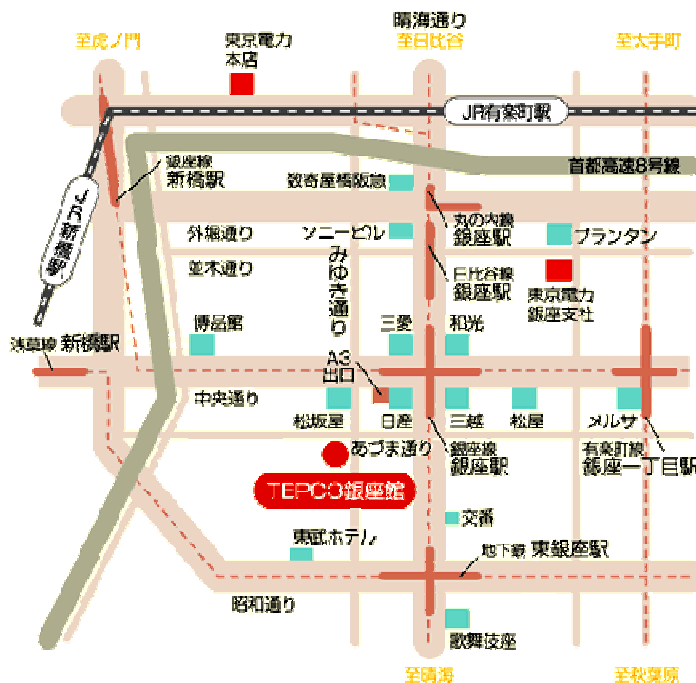 晴海通り
至虎ノ門
東京電力
本店
至日比谷
至太手町
JR有楽町駅
首都高速8号線
銀座線
新橋駅
数寄屋橋阪急
JR新橋駅
丸の内線
銀座駅
外堀通り
ソニービル
プランタン
みゆき通り
並木通り
日比谷線
銀座駅
東京電力
銀座支社
博品館
三愛
和光
浅草線 新橋駅
A3
出口
中央通り
松坂屋
日産
三越
松屋
メルサ
あづま通り
銀座線
銀座駅
有楽町線
銀座一丁目駅
TEPCO銀座館
交番
東武ホテル
地下鉄 東銀座駅
昭和通り
歌舞伎座
至晴海
至秋葉原